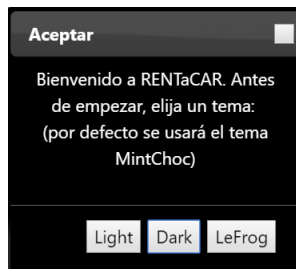 Aceptar
Bienvenido a RENTaCAR. Antes
de empezar, elija un tema:
(por defecto se usará el tema
MintChoc)
Light Dark LeFrog